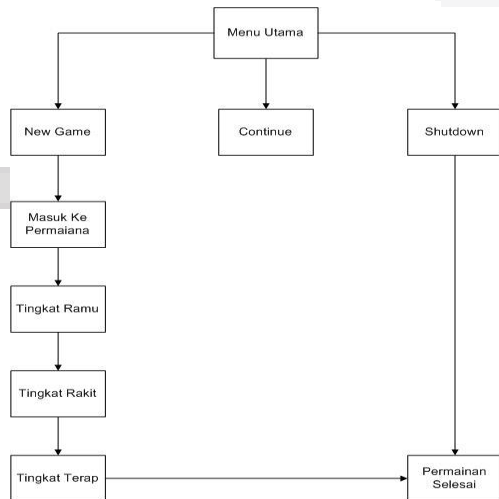 Menu Utama
New Game
Continue
Shutdown
Masuk Ke
Permaiana
Tingkat Ramu
Tingkat Rakit
Tingkat Terap
Permainan
Selesai